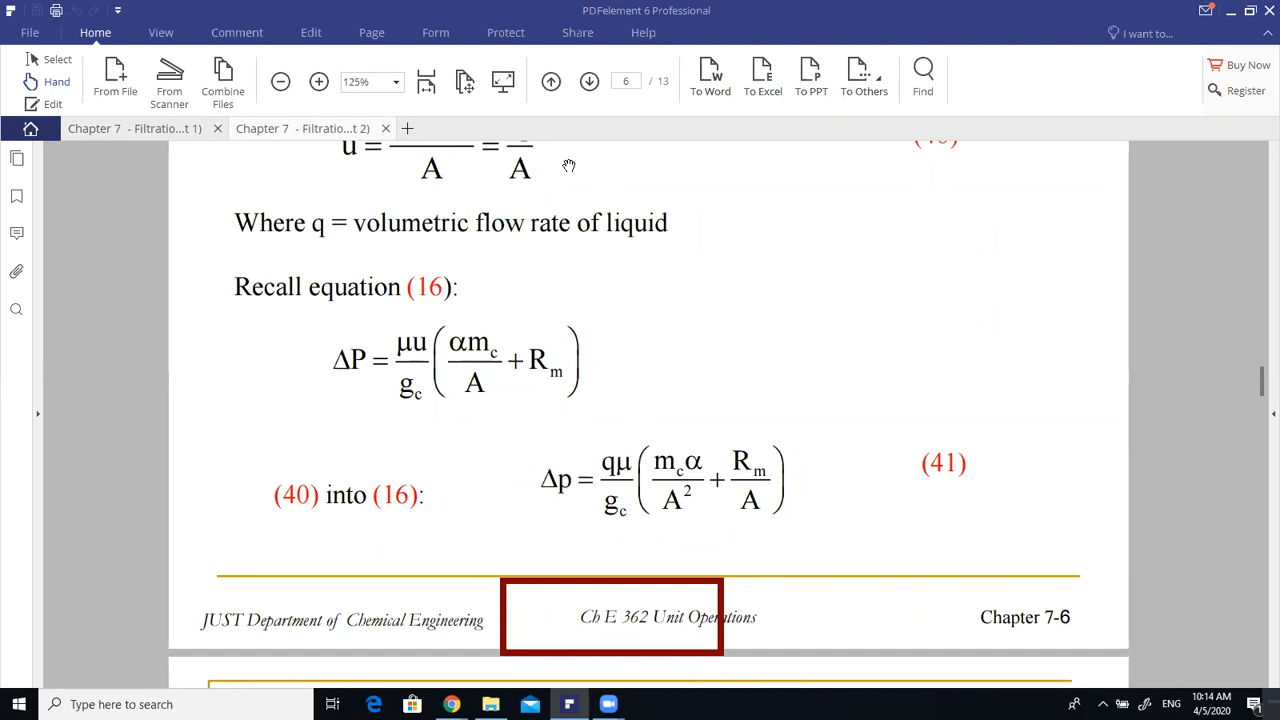 PDFelement 6 Professional
File Home View Comment Edit Page Form Protect Share Help I want to...
Select
Hand
Edit
From File
From Scanner
Combine Files
125%
6 / 13
To Word To Excel To PPT To Others
Find
Buy Now
Register
Chapter 7 - Filtratio...t 1) × Chapter 7 - Filtratio...t 2) × +
u = / A = / A
Where q = volumetric flow rate of liquid
Recall equation (16):
ΔP = μu/g_c (αm_c/A + R_m)
(40) into (16): Δp = qμ/g_c (m_cα/A² + R_m/A) (41)
JUST Department of Chemical Engineering Ch E 362 Unit Operations Chapter 7-6
Type here to search
ENG
10:14 AM
4/5/2020